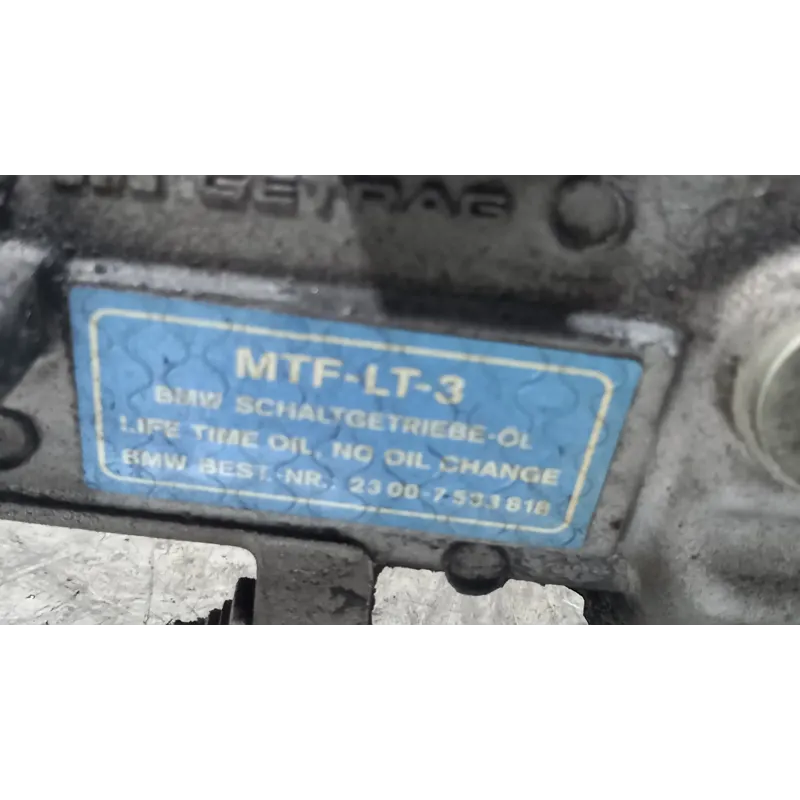 GETRAG
MTF-LT-3
BMW SCHALTGETRIEBE-ÖL
LIFE TIME OIL, NO OIL CHANGE
BMW BEST.-NR.: 23 00-7 533 818